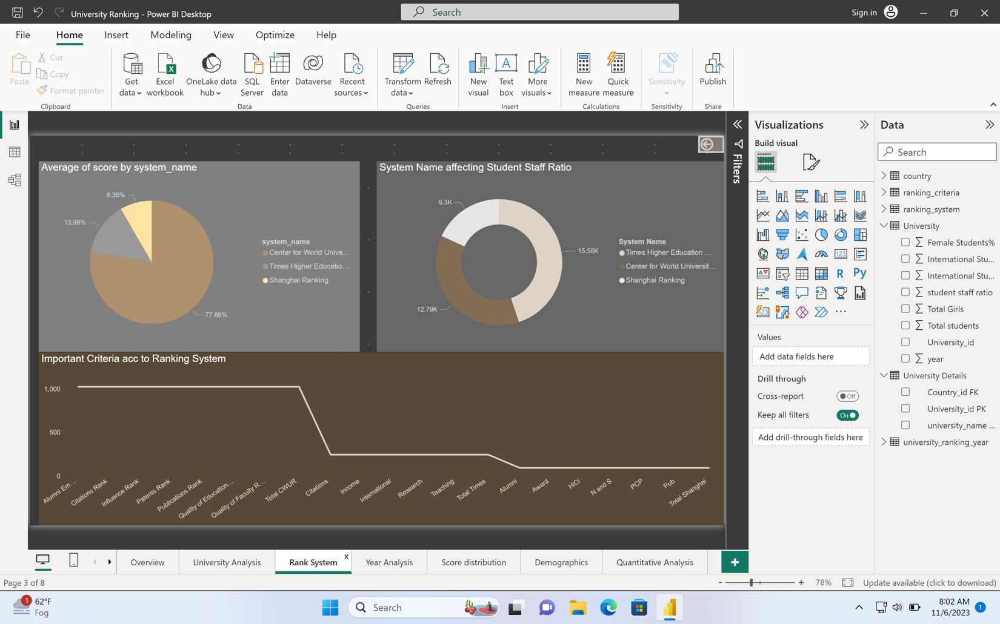 University Ranking - Power BI Desktop
Search
Sign in
File
Home
Insert
Modeling
View
Optimize
Help
Paste
Cut
Copy
Format painter
Clipboard
Get data
Excel workbook
OneLake data hub
SQL Server
Enter data
Dataverse
Recent sources
Data
Transform data
Refresh
Queries
New visual
Text box
More visuals
Insert
New measure
Quick measure
Calculations
Sensitivity
Sensitivity
Publish
Share
Average of score by system_name
8.35%
13.99%
77.66%
system_name
Center for World Unive...
Times Higher Educatio...
Shanghai Ranking
System Name affecting Student Staff Ratio
6.3K
15.58K
12.79K
System Name
Times Higher Education ...
Center for World Universit...
Shanghai Ranking
Important Criteria acc to Ranking System
1,000
500
0
Alumni Em...
Citations Rank
Influence Rank
Patents Rank
Publications Rank
Quality of Education...
Quality of Faculty R...
Total CWUR
Citations
Income
International
Research
Teaching
Total Times
Alumni
Award
HiCi
N and S
PCP
Pub
Total Shanghai
Filters
Visualizations
Build visual
123
R
Py
123
Values
Add data fields here
Drill through
Cross-report
Off
Keep all filters
On
Add drill-through fields here
Data
Search
country
ranking_criteria
ranking_system
University
Female Students%
International Stu...
International Stu...
student staff ratio
Total Girls
Total students
University_id
year
University Details
Country_id FK
University_id PK
university_name ...
university_ranking_year
Overview
University Analysis
Rank System
x
Year Analysis
Score distribution
Demographics
Quantitative Analysis
+
Page 3 of 8
- + 78%
Update available (click to download)
1
62°F
Fog
Search
8:02 AM
11/6/2023
1